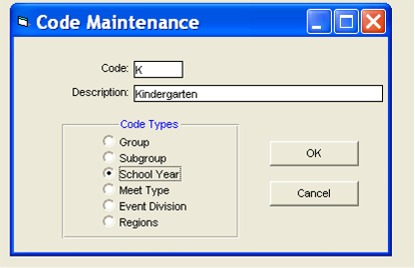 Code Maintenance
Code: K
Description: Kindergarten
Code Types
Group
Subgroup
School Year
Meet Type
Event Division
Regions
OK
Cancel